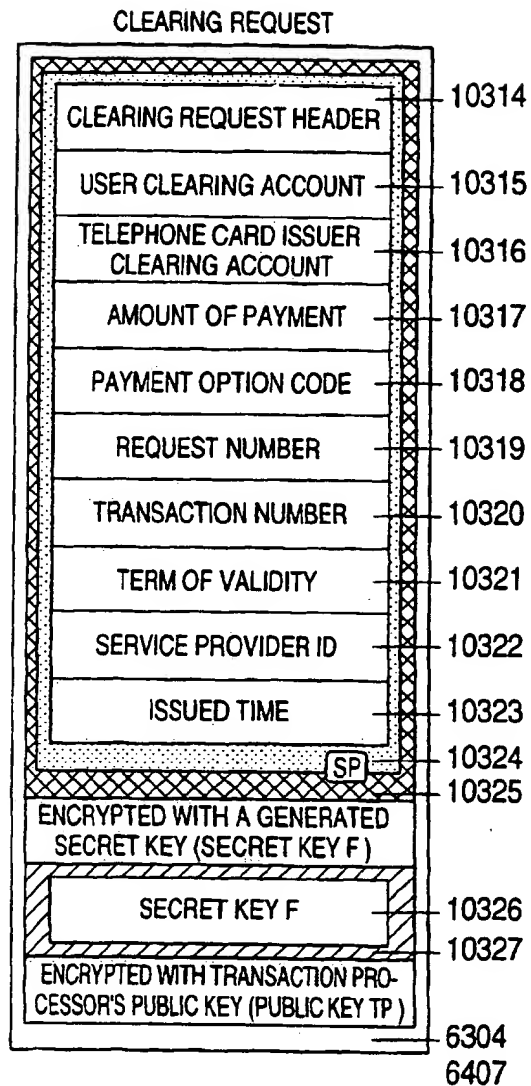 CLEARING REQUEST
CLEARING REQUEST HEADER
10314
USER CLEARING ACCOUNT
10315
TELEPHONE CARD ISSUER
CLEARING ACCOUNT
10316
AMOUNT OF PAYMENT
10317
PAYMENT OPTION CODE
10318
REQUEST NUMBER
10319
TRANSACTION NUMBER
10320
TERM OF VALIDITY
10321
SERVICE PROVIDER ID
10322
ISSUED TIME
10323
SP
10324
10325
ENCRYPTED WITH A GENERATED
SECRET KEY (SECRET KEY F)
SECRET KEY F
10326
10327
ENCRYPTED WITH TRANSACTION PRO-
CESSOR'S PUBLIC KEY (PUBLIC KEY TP)
6304
6407